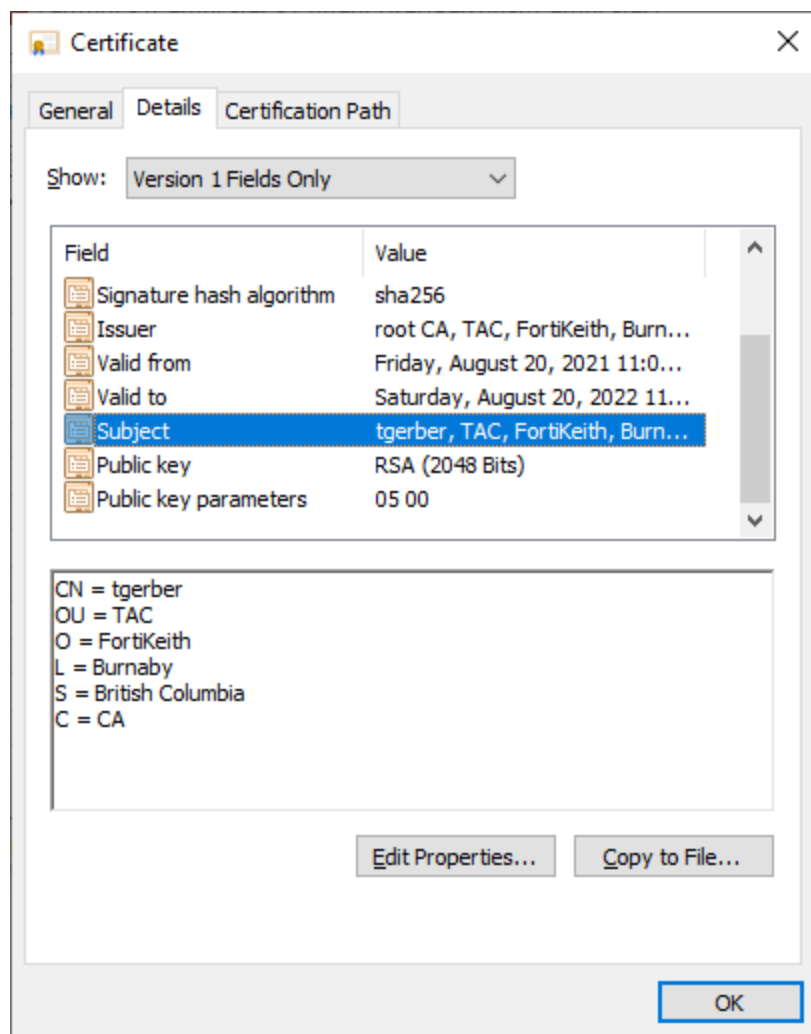 Certificate
General Details Certification Path
Show: Version 1 Fields Only
Field Value
Signature hash algorithm sha256
Issuer root CA, TAC, FortiKeith, Burn...
Valid from Friday, August 20, 2021 11:0...
Valid to Saturday, August 20, 2022 11...
Subject tgerber, TAC, FortiKeith, Burn...
Public key RSA (2048 Bits)
Public key parameters 05 00
CN = tgerber
OU = TAC
O = FortiKeith
L = Burnaby
S = British Columbia
C = CA
Edit Properties... Copy to File...
OK